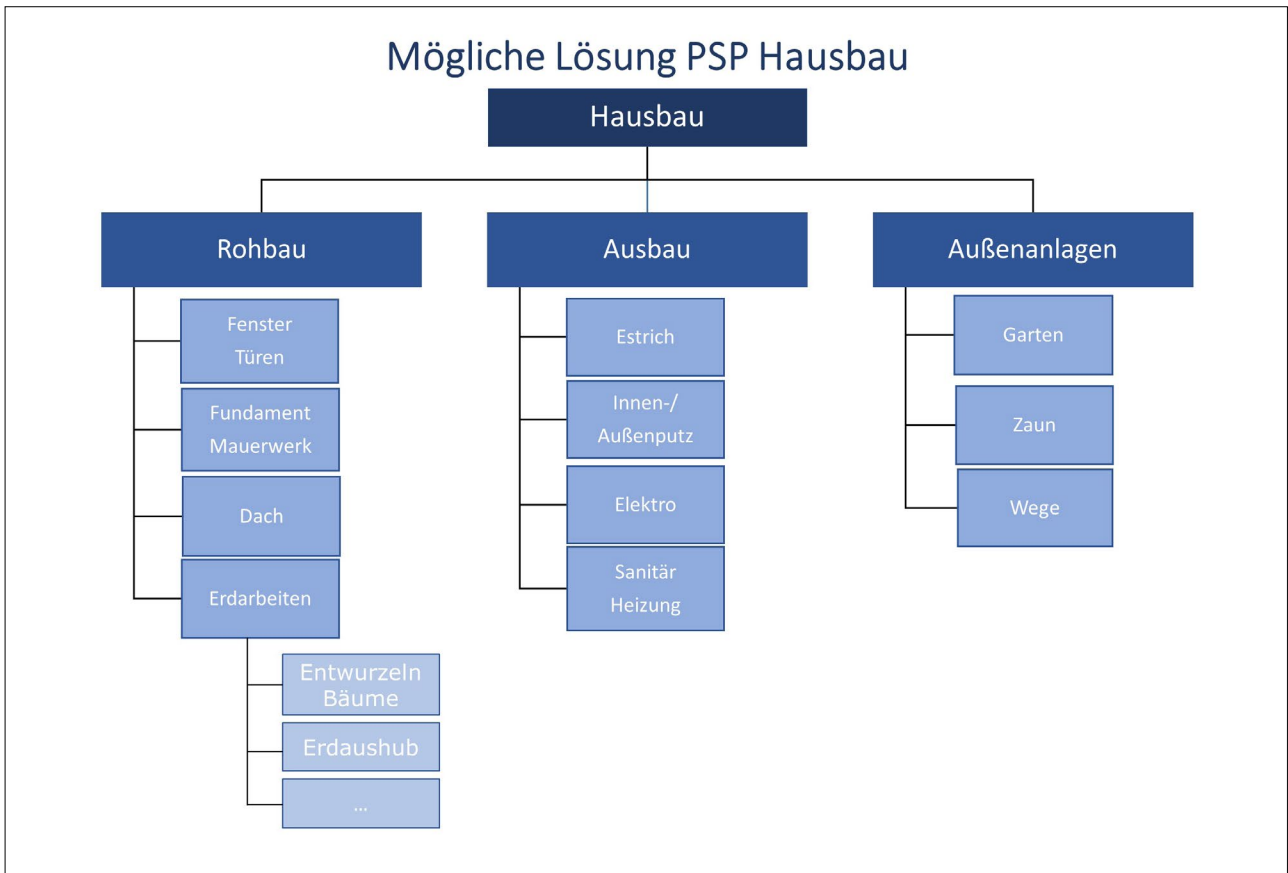 Mögliche Lösung PSP Hausbau
Hausbau
Rohbau
Fenster
Türen
Fundament
Mauerwerk
Dach
Erdarbeiten
Entwurzeln
Bäume
Erdaushub
...
Ausbau
Estrich
Innen-/
Außenputz
Elektro
Sanitär
Heizung
Außenanlagen
Garten
Zaun
Wege